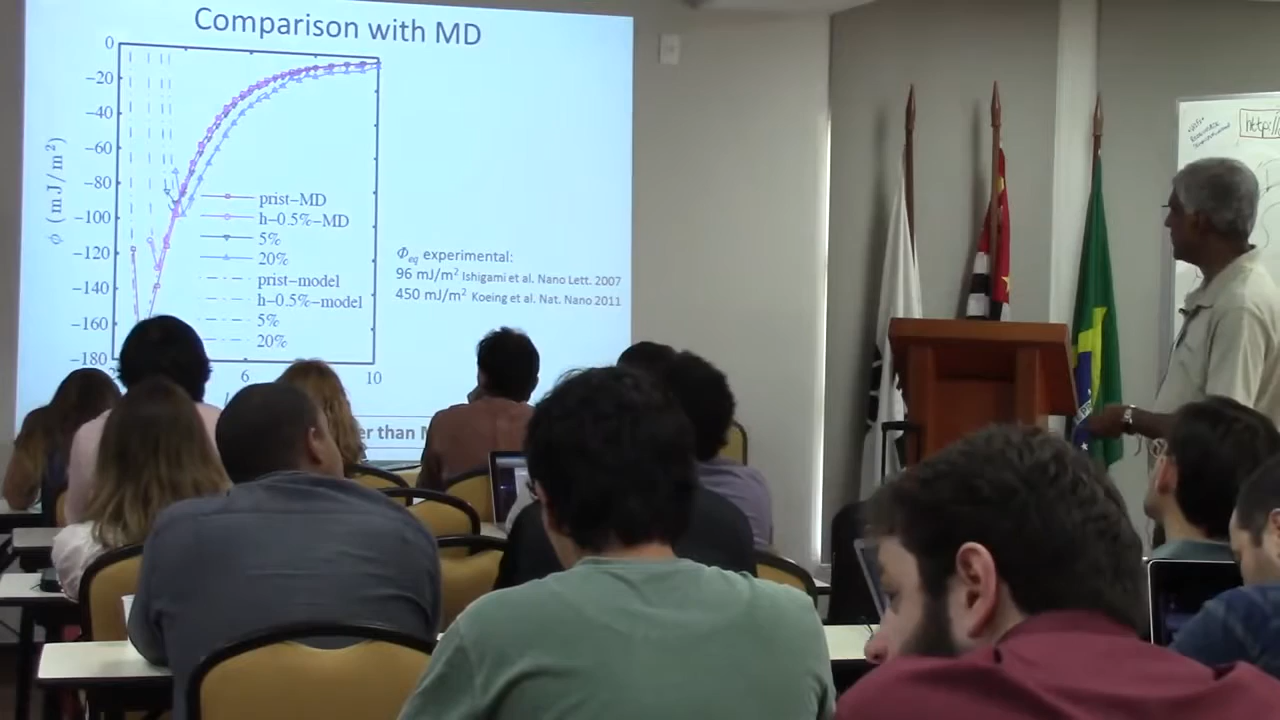 Comparison with MD
0
−20
−40
−60
−80
−100
−120
−140
−160
−180
ϕ (mJ/m²)
6
10
prist−MD
h−0.5%−MD
5%
20%
prist−model
h−0.5%−model
5%
20%
Φeq experimental:
96 mJ/m² Ishigami et al. Nano Lett. 2007
450 mJ/m² Koeing et al. Nat. Nano 2011
er than
http:/